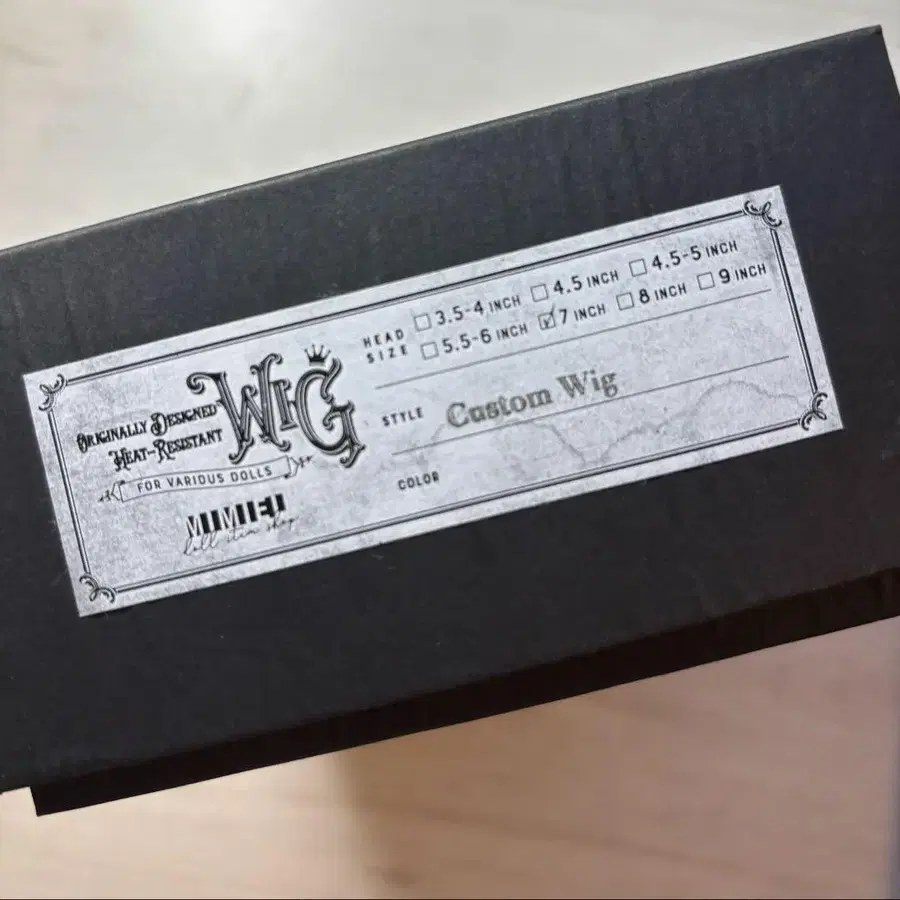 ORIGINALLY DESIGNED
HEAT-RESISTANT
WIG
FOR VARIOUS DOLLS
MIMIEL
doll item shop
HEAD SIZE
☐ 3.5-4 INCH ☐ 4.5 INCH ☐ 4.5-5 INCH
☐ 5.5-6 INCH ☑ 7 INCH ☐ 8 INCH ☐ 9 INCH
STYLE Custom Wig
COLOR